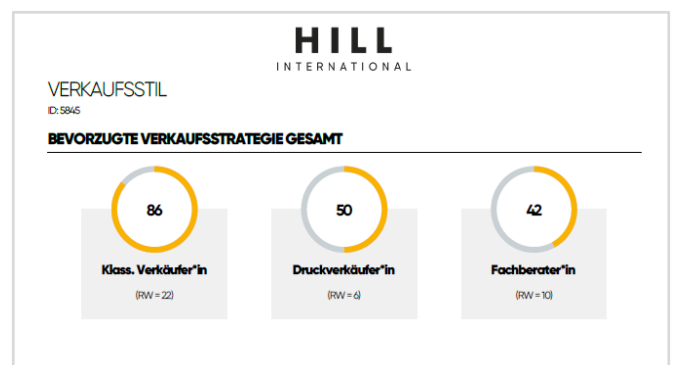 HILL
INTERNATIONAL
VERKAUFSSTIL
ID: 5845
BEVORZUGTE VERKAUFSSTRATEGIE GESAMT
86
50
42
Klass. Verkäufer*in
Druckverkäufer*in
Fachberater*in
(RW = 22)
(RW = 6)
(RW = 10)